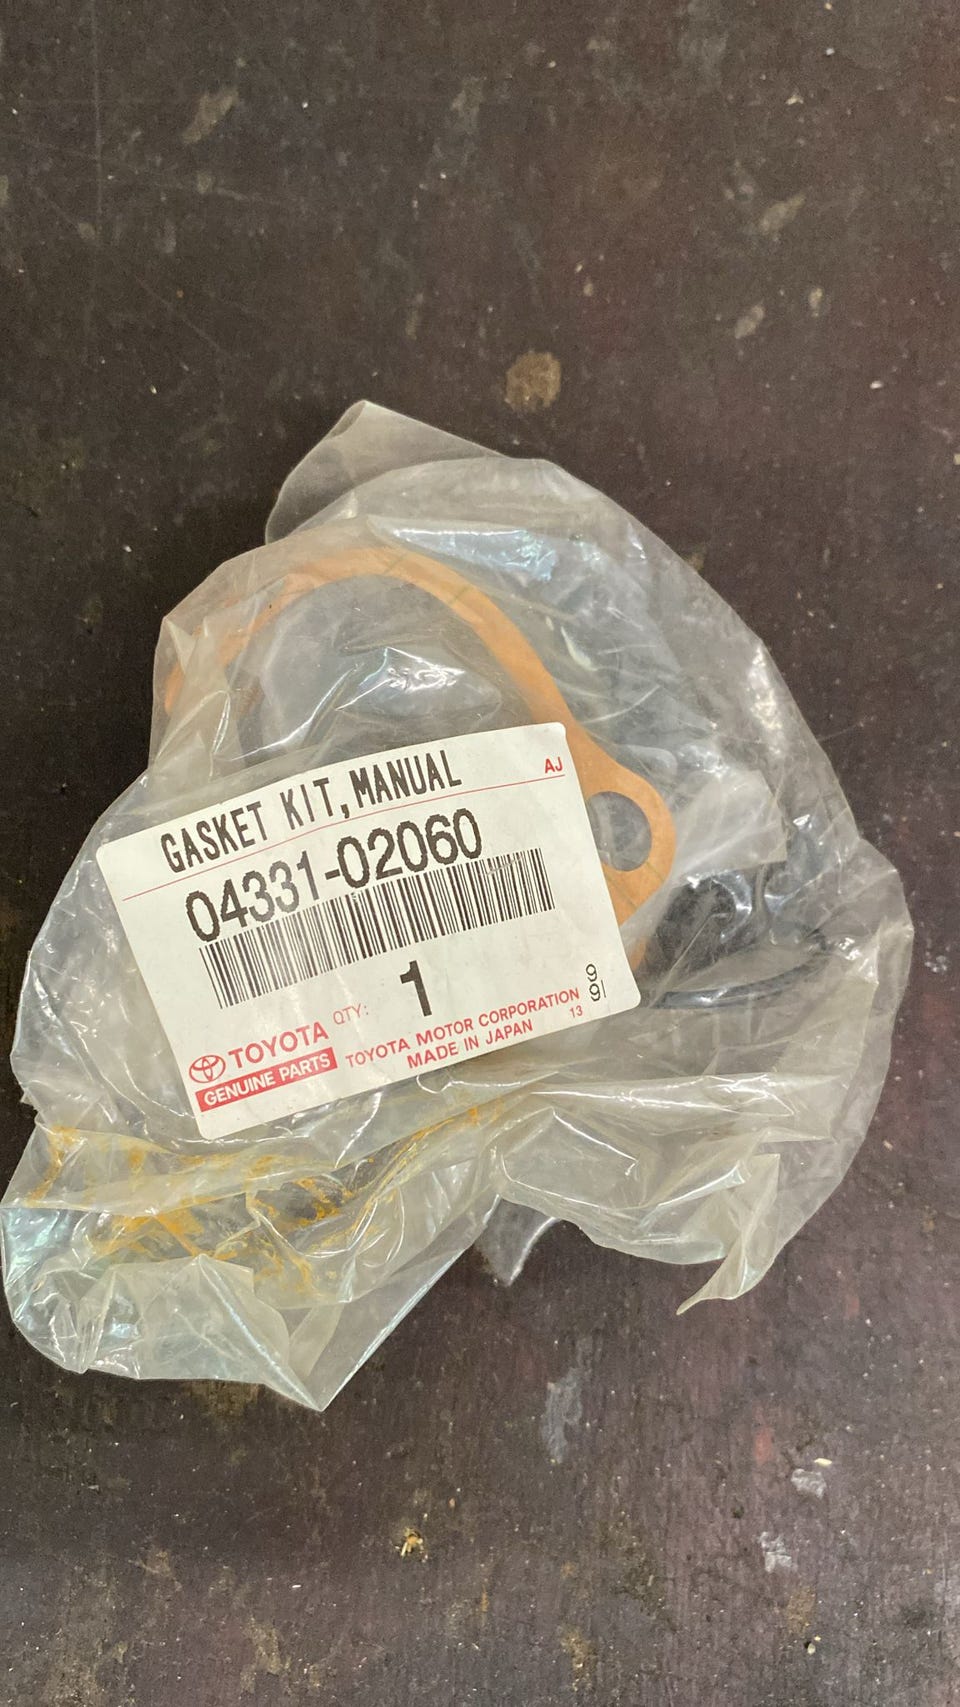 AJ
GASKET KIT,MANUAL
04331-02060
QTY: 1
TOYOTA
GENUINE PARTS
TOYOTA MOTOR CORPORATION
MADE IN JAPAN
13